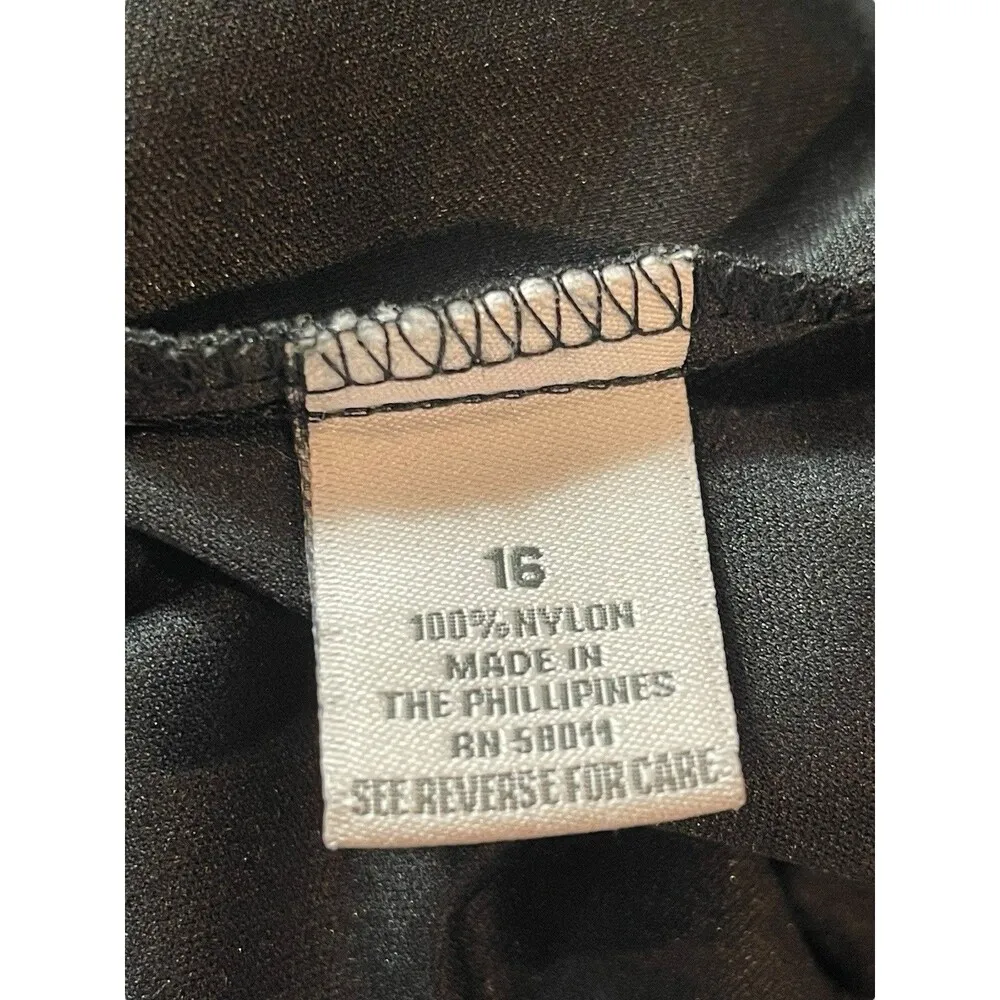 16
100% NYLON
MADE IN
THE PHILLIPINES
RN 58011
SEE REVERSE FOR CARE